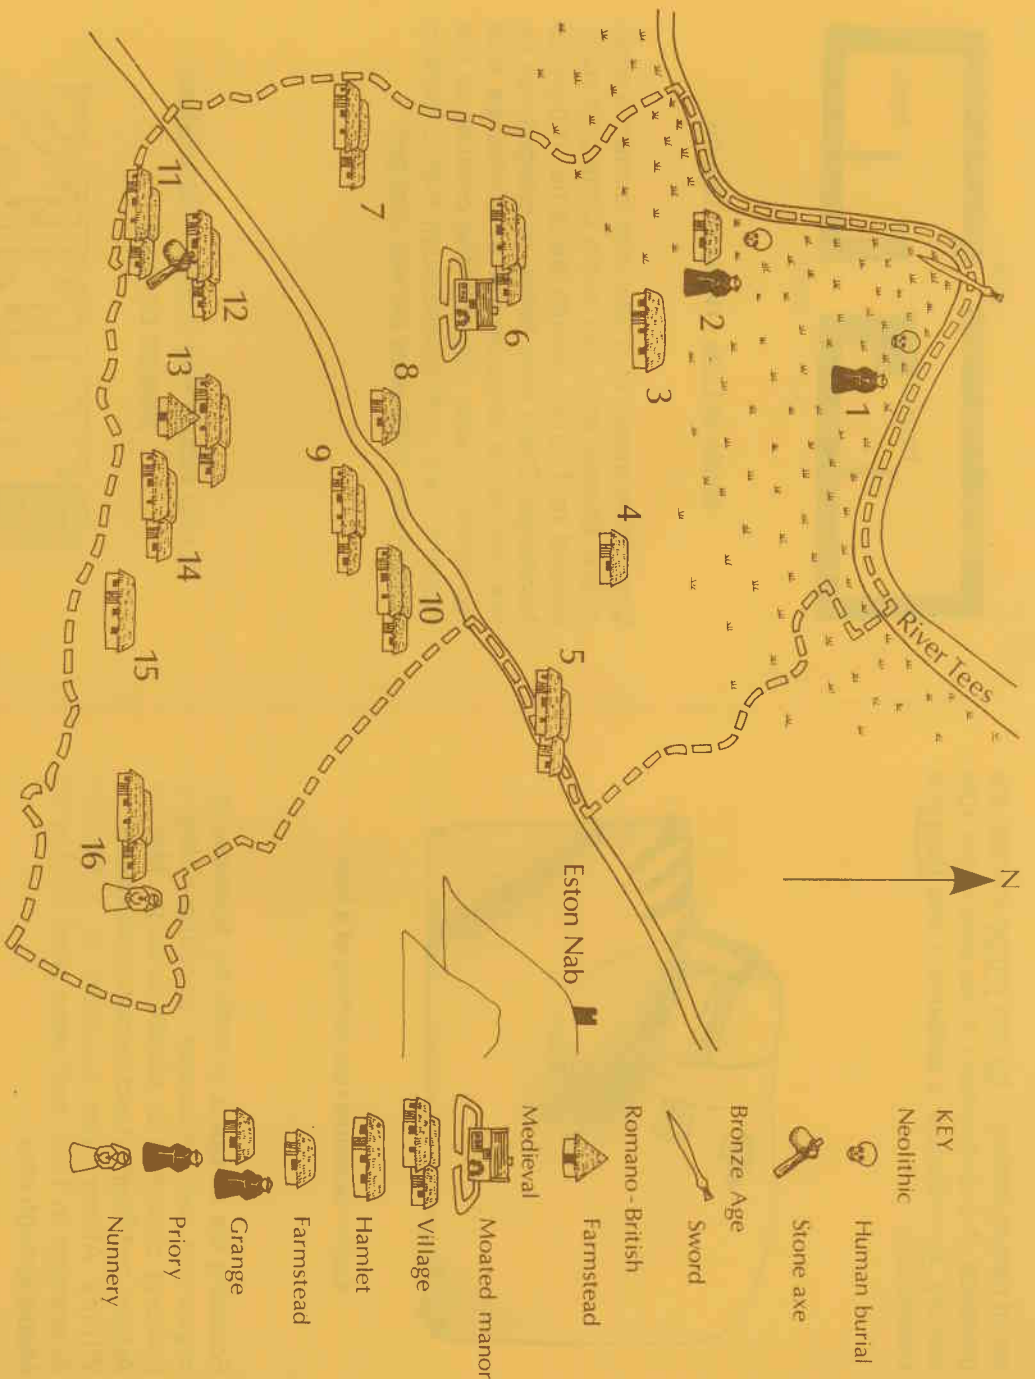 River Tees
N
1
2
3
4
5
6
7
8
9
10
11
12
13
14
15
16
Eston Nab
KEY
Neolithic
Human burial
Stone axe
Bronze Age
Sword
Romano-British
Farmstead
Medieval
Moated manor
Village
Hamlet
Farmstead
Grange
Priory
Nunnery